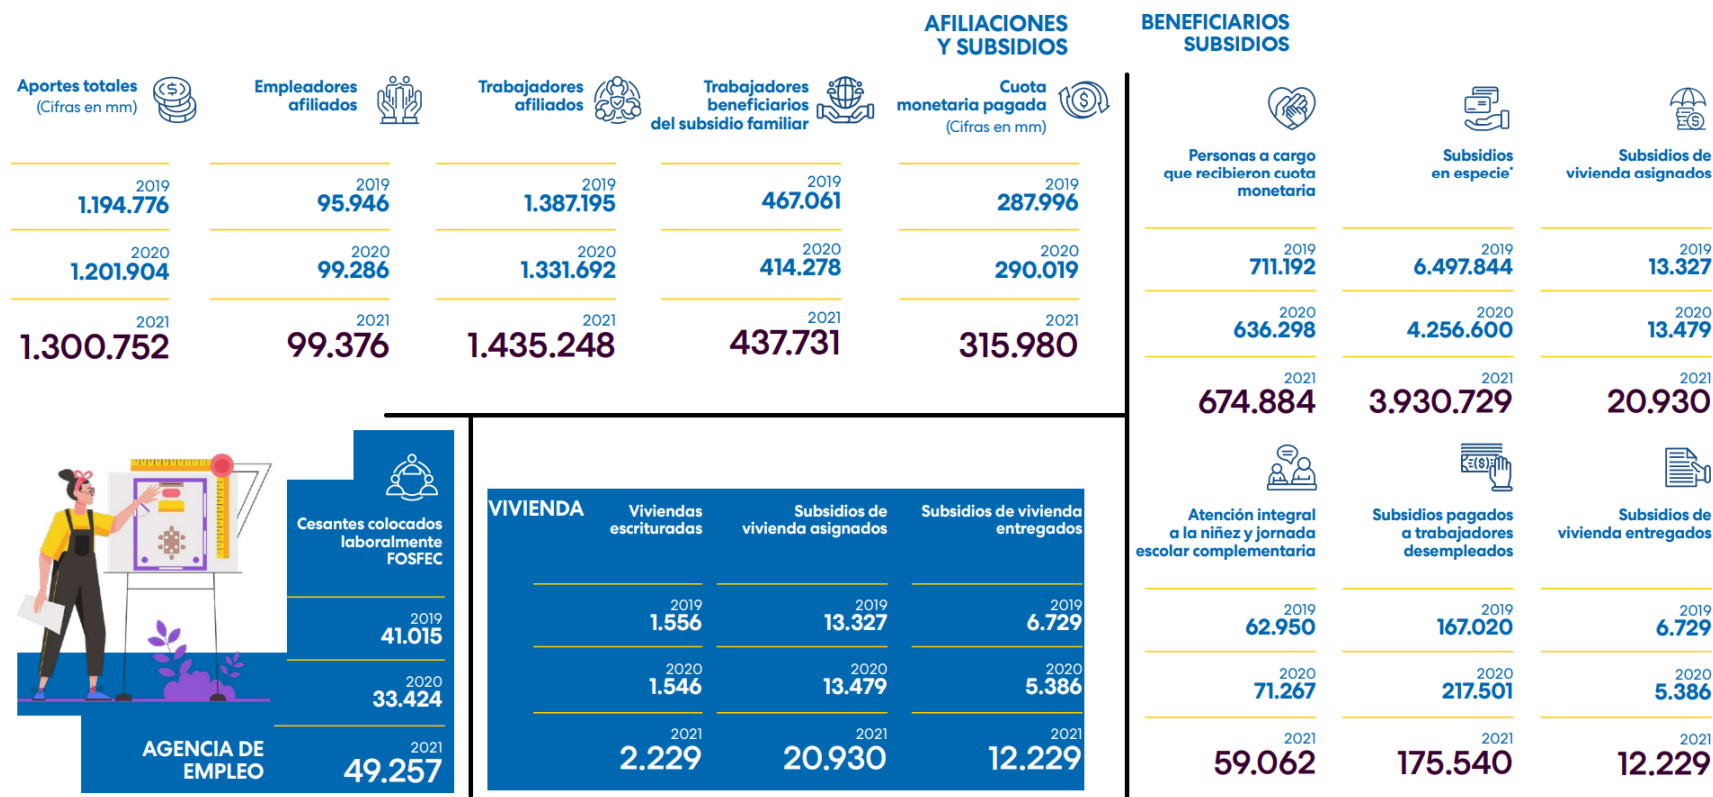 AFILIACIONES
Y SUBSIDIOS
Aportes totales
(Cifras en mm)
2019
1.194.776
2020
1.201.904
2021
1.300.752
Empleadores
afiliados
2019
95.946
2020
99.286
2021
99.376
Trabajadores
afiliados
2019
1.387.195
2020
1.331.692
2021
1.435.248
Trabajadores
beneficiarios
del subsidio familiar
2019
467.061
2020
414.278
2021
437.731
Cuota
monetaria pagada
(Cifras en mm)
2019
287.996
2020
290.019
2021
315.980
BENEFICIARIOS
SUBSIDIOS
Personas a cargo
que recibieron cuota
monetaria
2019
711.192
2020
636.298
2021
674.884
Subsidios
en especie*
2019
6.497.844
2020
4.256.600
2021
3.930.729
Subsidios de
vivienda asignados
2019
13.327
2020
13.479
2021
20.930
Atención integral
a la niñez y jornada
escolar complementaria
2019
62.950
2020
71.267
2021
59.062
Subsidios pagados
a trabajadores
desempleados
2019
167.020
2020
217.501
2021
175.540
Subsidios de
vivienda entregados
2019
6.729
2020
5.386
2021
12.229
AGENCIA DE
EMPLEO
Cesantes colocados
laboralmente
FOSFEC
2019
41.015
2020
33.424
2021
49.257
VIVIENDA
Viviendas
escrituradas
2019
1.556
2020
1.546
2021
2.229
Subsidios de
vivienda asignados
2019
13.327
2020
13.479
2021
20.930
Subsidios de vivienda
entregados
2019
6.729
2020
5.386
2021
12.229